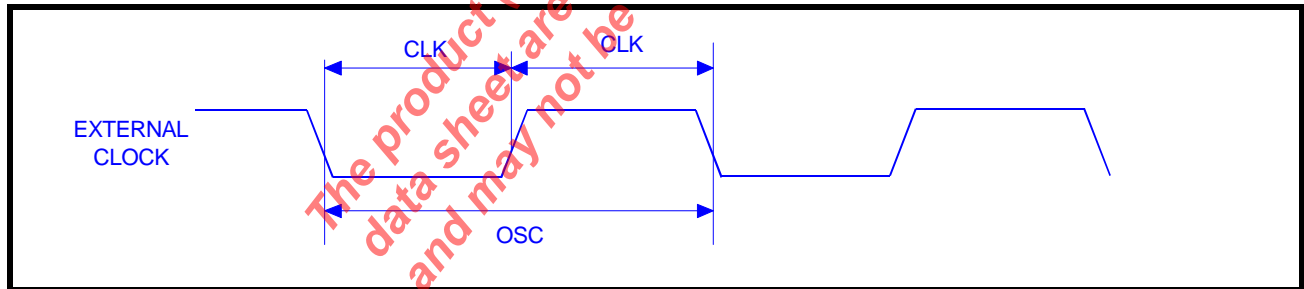 CLK
CLK
EXTERNAL
CLOCK
OSC
The product
data sheet are
and may not be